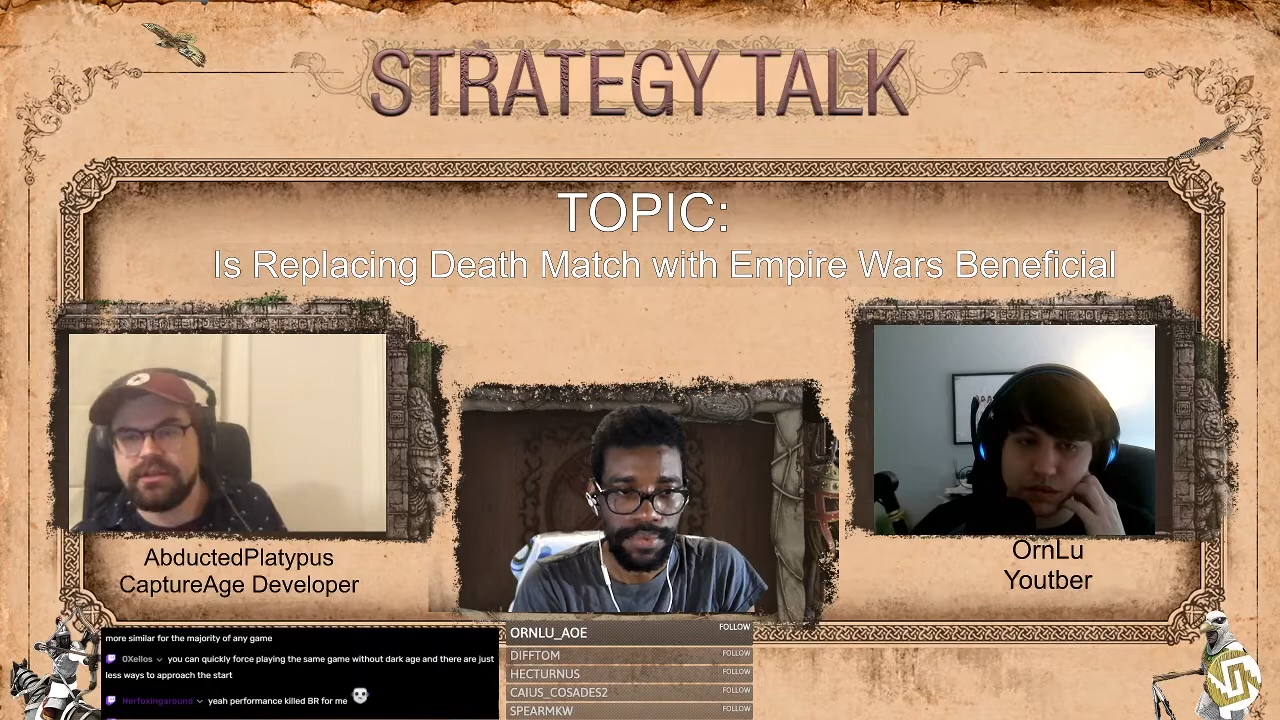 STRATEGY TALK
TOPIC:
Is Replacing Death Match with Empire Wars Beneficial
AbductedPlatypus
CaptureAge Developer
OrnLu
Youtber
more similar for the majority of any game
OXellos you can quickly force playing the same game without dark age and there are just
less ways to approach the start
Nerfoxingaround yeah performance killed BR for me
ORNLU_AOE FOLLOW
DIFFTOM FOLLOW
HECTURNUS FOLLOW
CAIUS_COSADES2 FOLLOW
SPEARMKW FOLLOW